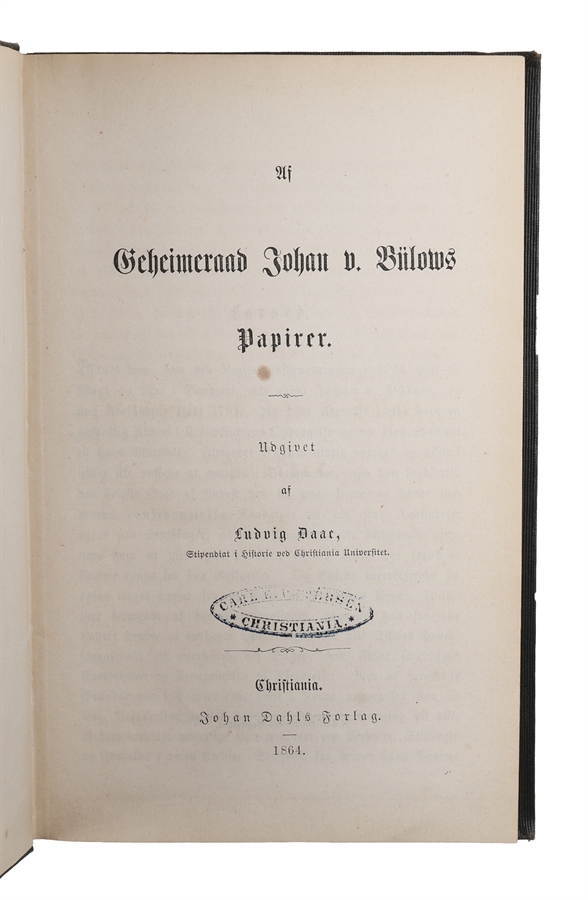 Af
Geheimeraad Johan v. Bülows
Papirer.
Udgivet
af
Ludvig Daae,
Stipendiat i Historie ved Christiania Universitet.
CARL E.
* CHRISTIANIA. *
Christiania.
Johan Dahls Forlag.
1864.